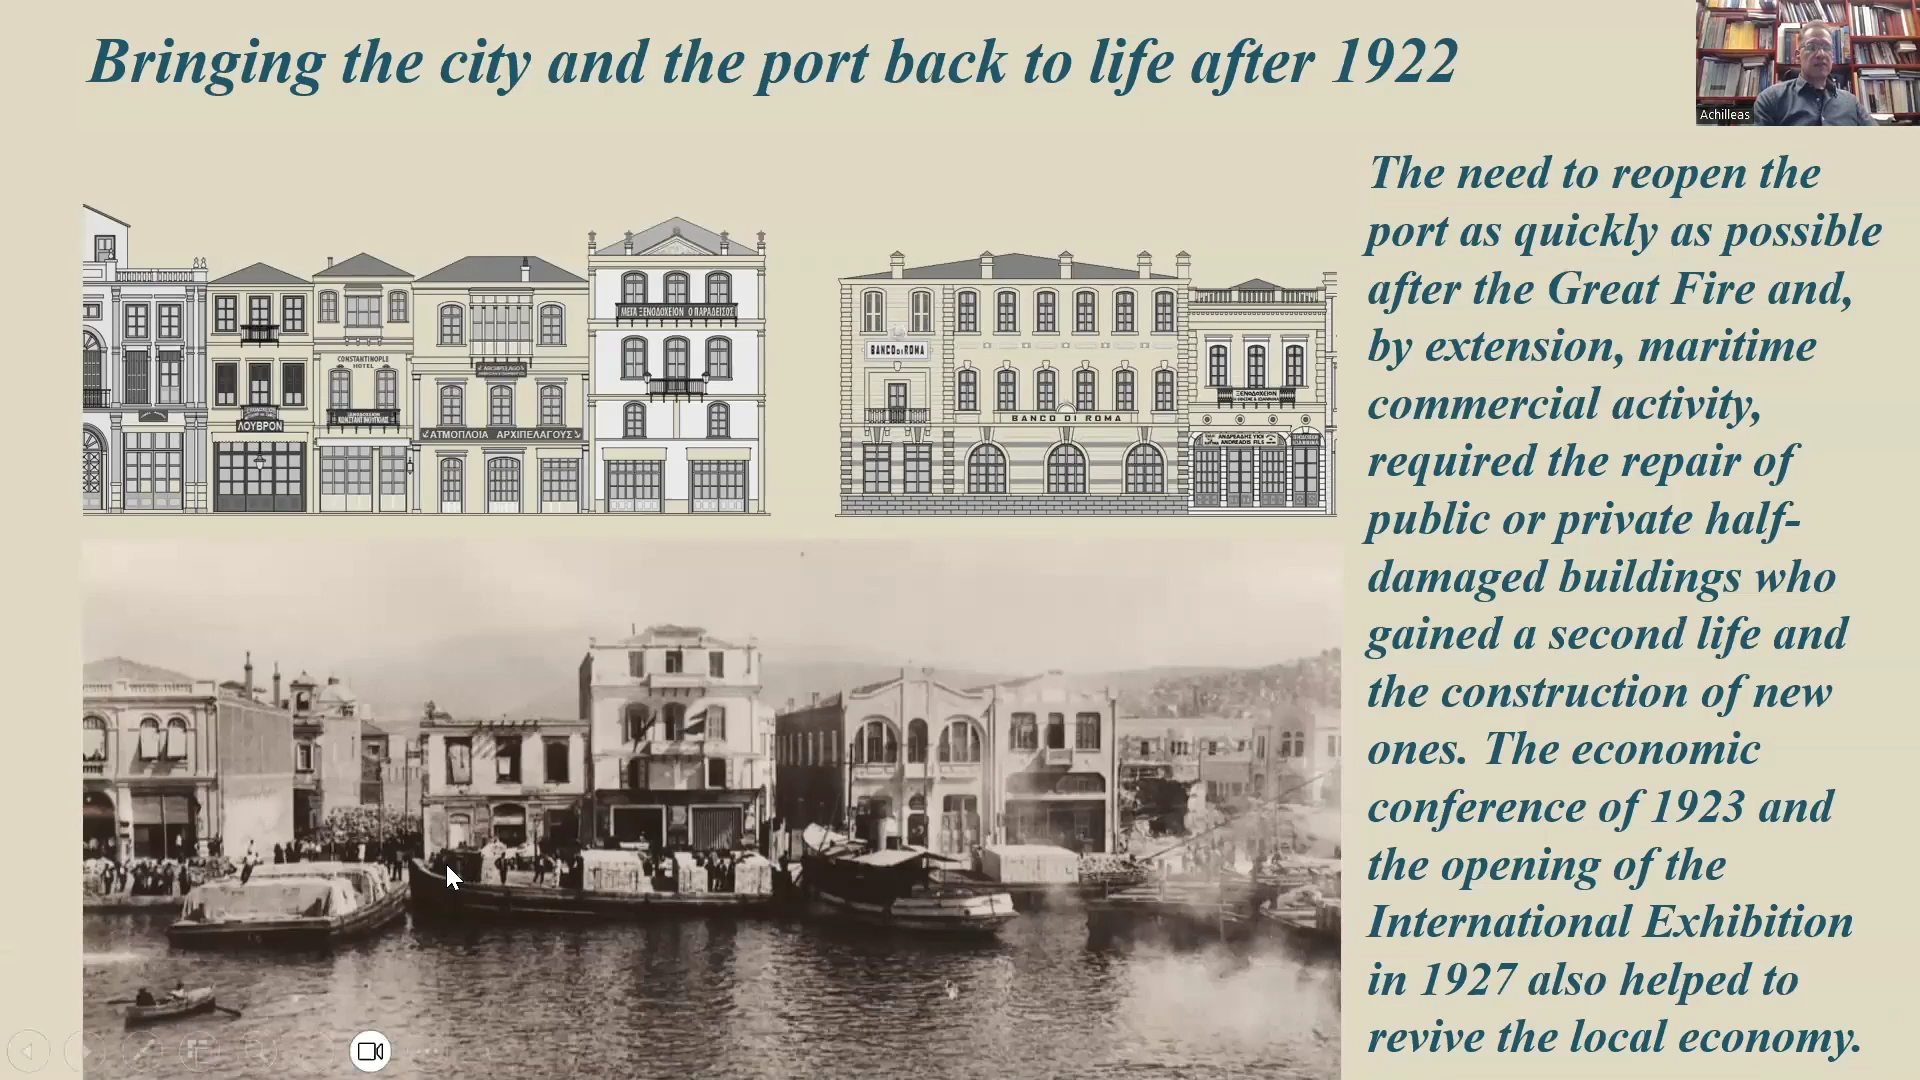 Bringing the city and the port back to life after 1922
Achilleas
The need to reopen the
port as quickly as possible
after the Great Fire and,
by extension, maritime
commercial activity,
required the repair of
public or private half-
damaged buildings who
gained a second life and
the construction of new
ones. The economic
conference of 1923 and
the opening of the
International Exhibition
in 1927 also helped to
revive the local economy.
ΜΕΓΑ ΞΕΝΟΔΟΧΕΙΟΝ Ο ΠΑΡΑΔΕΙΣΟΣ
CONSTANTINOPLE
HOTEL
ARCHIPELAGO
ΛΟΥΒΡΟΝ
ΑΤΜΟΠΛΟΙΑ ΑΡΧΙΠΕΛΑΓΟΥΣ
BANCO DI ROMA
BANCO DI ROMA
ΞΕΝΟΔΟΧΕΙΟΝ
ANDREADIS FILS